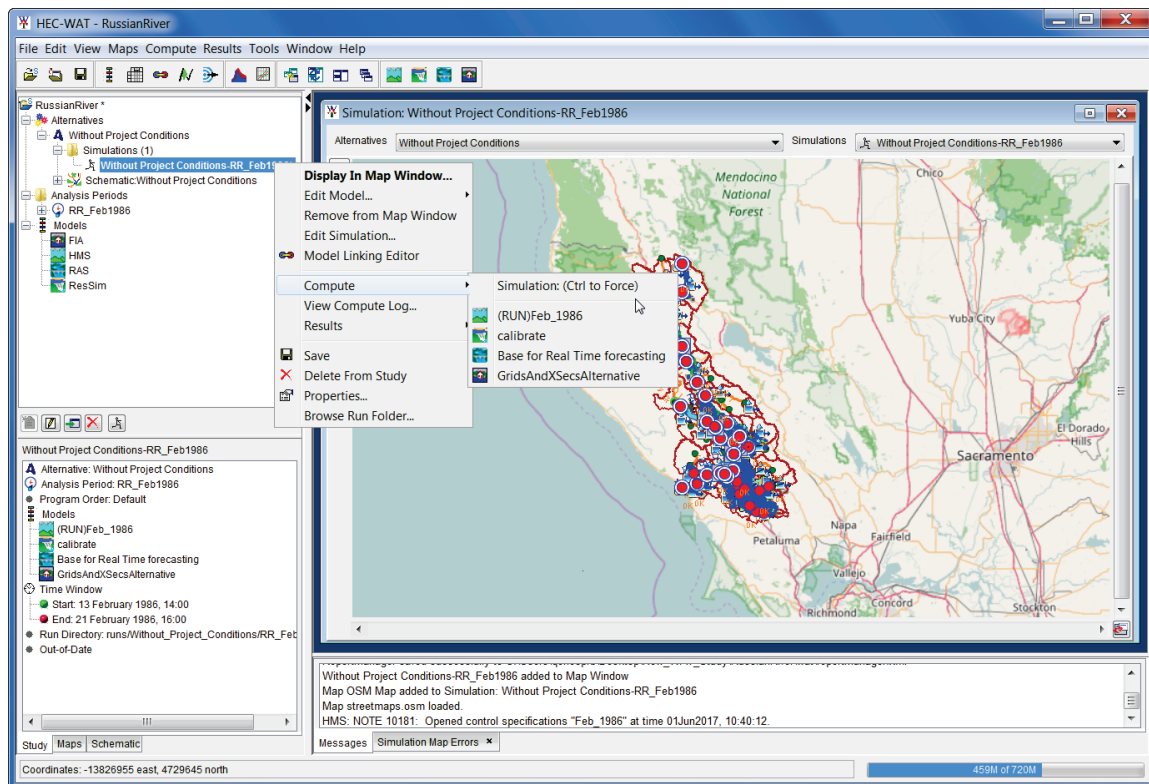 HEC-WAT - RussianRiver
File Edit View Maps Compute Results Tools Window Help
RussianRiver *
Alternatives
Without Project Conditions
Simulations (1)
Without Project Conditions-RR_Feb
Schematic:Without Project Conditions
Analysis Periods
RR_Feb1986
Models
FIA
HMS
RAS
ResSim
Display In Map Window...
Edit Model...
Remove from Map Window
Edit Simulation...
Model Linking Editor
Compute
View Compute Log...
Results
Save
Delete From Study
Properties...
Browse Run Folder...
Simulation: (Ctrl to Force)
(RUN)Feb_1986
calibrate
Base for Real Time forecasting
GridsAndXSecsAlternative
Simulation: Without Project Conditions-RR_Feb1986
Alternatives Without Project Conditions Simulations Without Project Conditions-RR_Feb1986
Mendocino
National
Forest
Chico
Yuba City
El Dorado
Hills
Sacramento
Napa
Fairfield
Petaluma
Vallejo
Concord
Richmond
Stockton
Without Project Conditions-RR_Feb1986
Alternative: Without Project Conditions
Analysis Period: RR_Feb1986
Program Order: Default
Models
(RUN)Feb_1986
calibrate
Base for Real Time forecasting
GridsAndXSecsAlternative
Time Window
Start: 13 February 1986, 14:00
End: 21 February 1986, 16:00
Run Directory: runs/Without_Project_Conditions/RR_Feb
Out-of-Date
Study Maps Schematic
Without Project Conditions-RR_Feb1986 added to Map Window
Map OSM Map added to Simulation: Without Project Conditions-RR_Feb1986
Map streetmaps.osm loaded.
HMS: NOTE 10181: Opened control specifications "Feb_1986" at time 01Jun2017, 10:40:12.
Messages Simulation Map Errors
Coordinates: -13826955 east, 4729645 north
459M of 720M